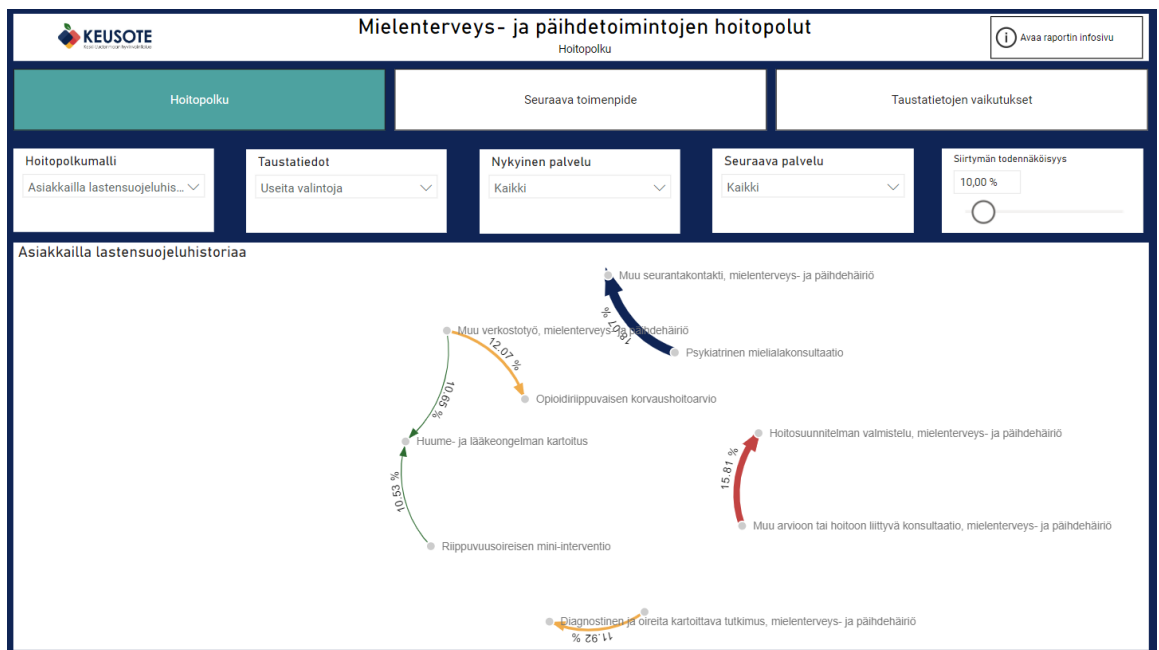 KEUSOTE
Mielenterveys- ja päihdetoimintojen hoitopolut
Hoitopolku
Avaa raportin infosivu
Hoitopolku
Seuraava toimenpide
Taustatietojen vaikutukset
Hoitopolkumalli
Asiakkailla lastensuojeluhis...
Taustatiedot
Useita valintoja
Nykyinen palvelu
Kaikki
Seuraava palvelu
Kaikki
Siirtymän todennäköisyys
10,00 %
Asiakkailla lastensuojeluhistoriaa
Muu seurantakontakti, mielenterveys- ja päihdehäiriö
18.07 %
Muu verkostotyö, mielenterveys- ja päihdehäiriö
12.07 %
Psykiatrinen mielialakonsultaatio
10.65 %
Opioidiriippuvaisen korvaushoitoarvio
Huume- ja lääkeongelman kartoitus
Hoitosuunnitelman valmistelu, mielenterveys- ja päihdehäiriö
10.53 %
15.81 %
Muu arvioon tai hoitoon liittyvä konsultaatio, mielenterveys- ja päihdehäiriö
Riippuvuusoireisen mini-interventio
Diagnostinen ja oireita kartoittava tutkimus, mielenterveys- ja päihdehäiriö
11.92 %